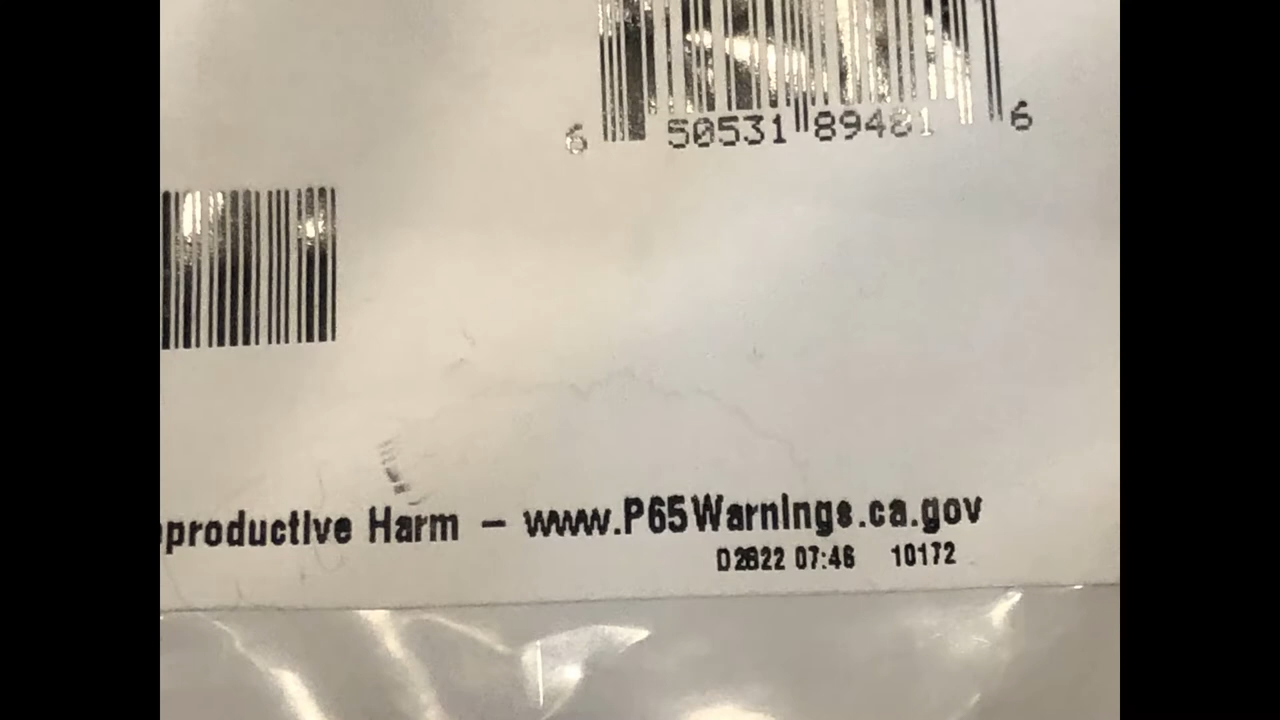 6 50531 89481 6
productive Harm – www.P65Warnings.ca.gov
D2822 07:46 10172